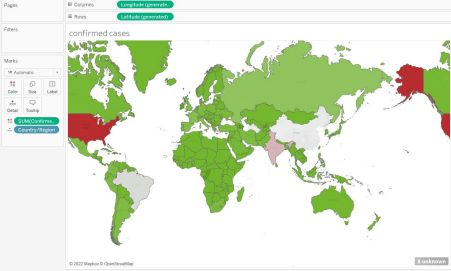 Pages
Columns
Longitude (generate..
Rows
Latitude (generated)
Filters
confirmed cases
Marks
Automatic
Color
Size
Label
Detail
Tooltip
SUM(Confirme..
Country/Region
© 2022 Mapbox © OpenStreetMap
8 unknown